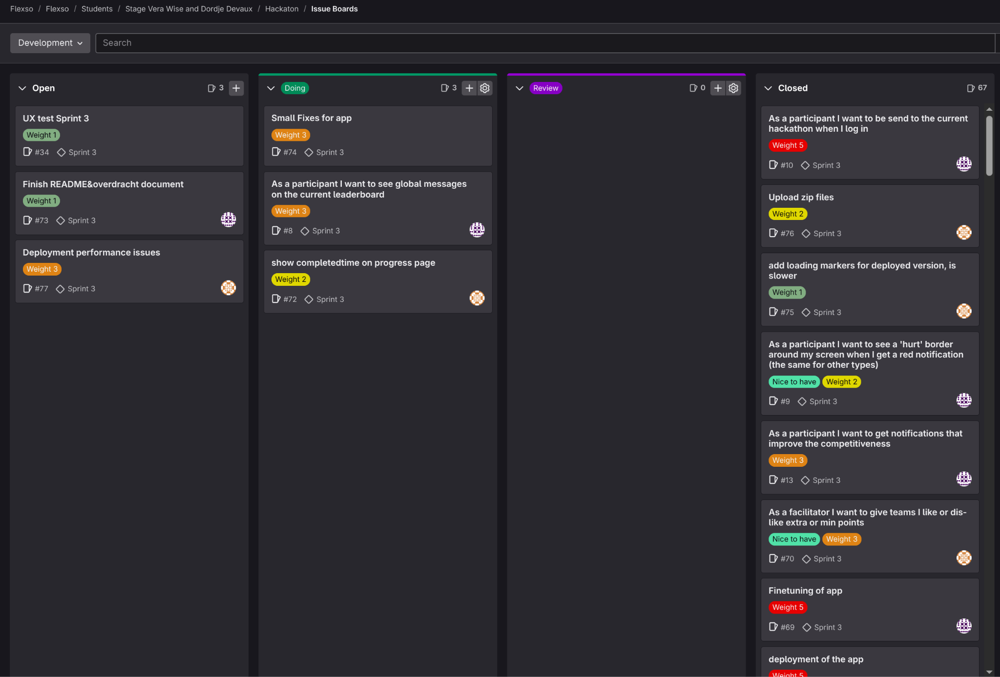 Flexso / Flexso / Students / Stage Vera Wise and Dordje Devaux / Hackaton / Issue Boards
Development
Search
Open
3
UX test Sprint 3
Weight 1
#34 Sprint 3
Finish README&overdracht document
Weight 1
#73 Sprint 3
Deployment performance issues
Weight 3
#77 Sprint 3
Doing
3
Small Fixes for app
Weight 3
#74 Sprint 3
As a participant I want to see global messages
on the current leaderboard
Weight 3
#8 Sprint 3
show completedtime on progress page
Weight 2
#72 Sprint 3
Review
0
Closed
67
As a participant I want to be send to the current
hackathon when I log in
Weight 5
#10 Sprint 3
Upload zip files
Weight 2
#76 Sprint 3
add loading markers for deployed version, is
slower
Weight 1
#75 Sprint 3
As a participant I want to see a 'hurt' border
around my screen when I get a red notification
(the same for other types)
Nice to have Weight 2
#9 Sprint 3
As a participant I want to get notifications that
improve the competitiveness
Weight 3
#13 Sprint 3
As a facilitator I want to give teams I like or dis-
like extra or min points
Nice to have Weight 3
#70 Sprint 3
Finetuning of app
Weight 5
#69 Sprint 3
deployment of the app
Weight 5